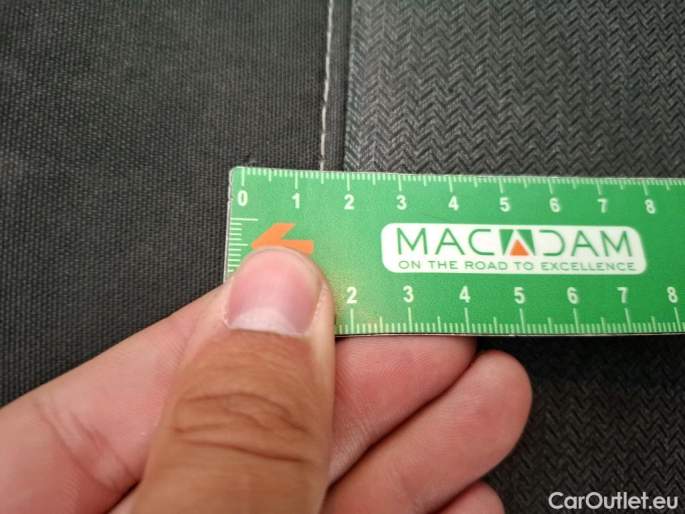 0 1 2 3 4 5 6 7 8
MACADAM
ON THE ROAD TO EXCELLENCE
2 3 4 5 6 7 8
CarOutlet.eu